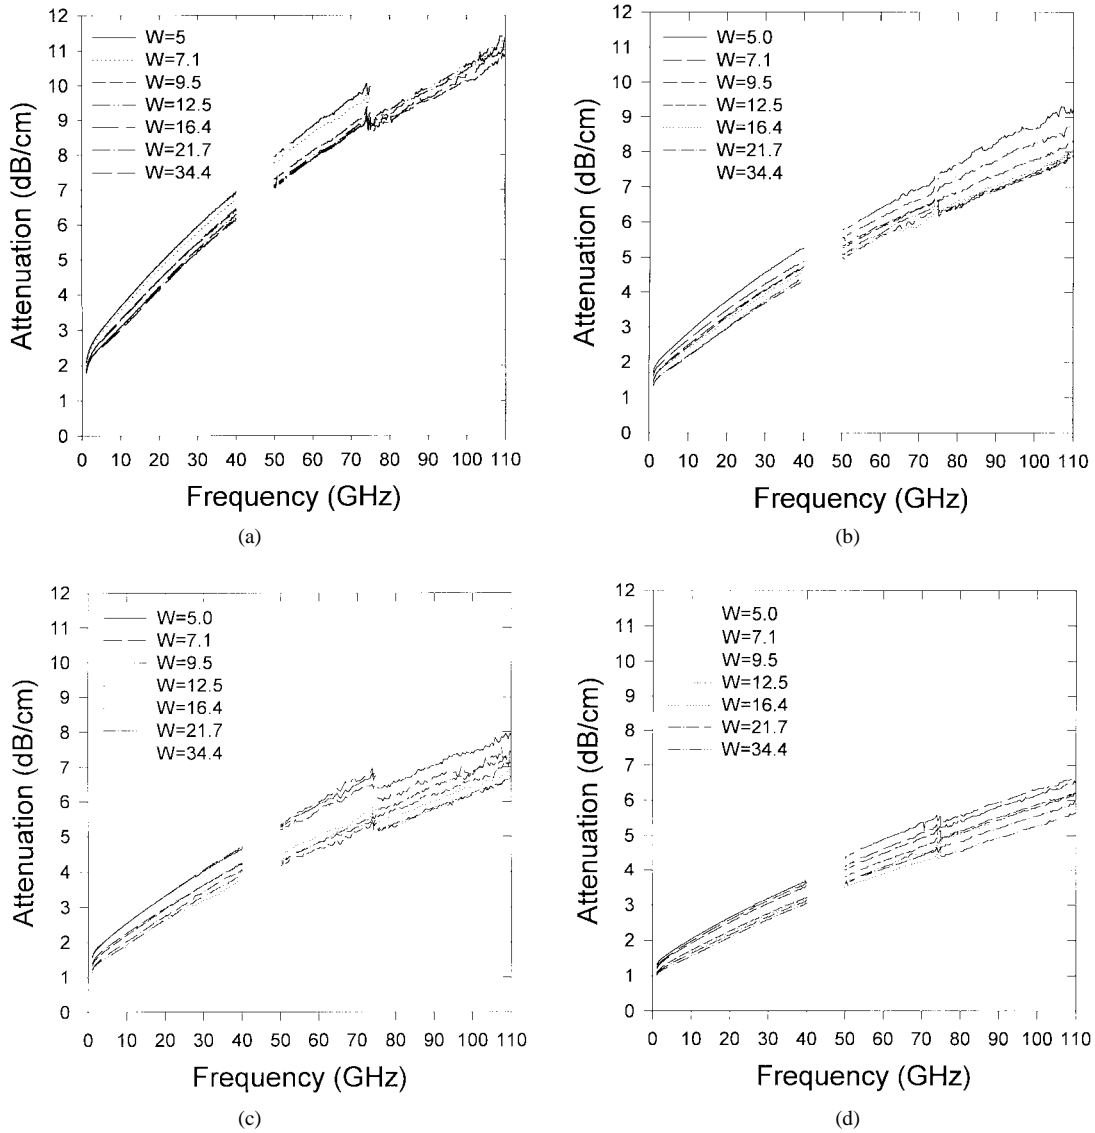 12
11
10
9
8
7
6
5
4
3
2
1
0
Attenuation (dB/cm)
W=5
W=7.1
W=9.5
W=12.5
W=16.4
W=21.7
W=34.4
0 10 20 30 40 50 60 70 80 90 100 110
Frequency (GHz)
(a)
12
11
10
9
8
7
6
5
4
3
2
1
0
Attenuation (dB/cm)
W=5.0
W=7.1
W=9.5
W=12.5
W=16.4
W=21.7
W=34.4
0 10 20 30 40 50 60 70 80 90 100 110
Frequency (GHz)
(b)
12
11
10
9
8
7
6
5
4
3
2
1
0
Attenuation (dB/cm)
W=5.0
W=7.1
W=9.5
W=12.5
W=16.4
W=21.7
W=34.4
0 10 20 30 40 50 60 70 80 90 100 110
Frequency (GHz)
(c)
12
11
10
9
8
7
6
5
4
3
2
1
0
Attenuation (dB/cm)
W=5.0
W=7.1
W=9.5
W=12.5
W=16.4
W=21.7
W=34.4
0 10 20 30 40 50 60 70 80 90 100 110
Frequency (GHz)
(d)